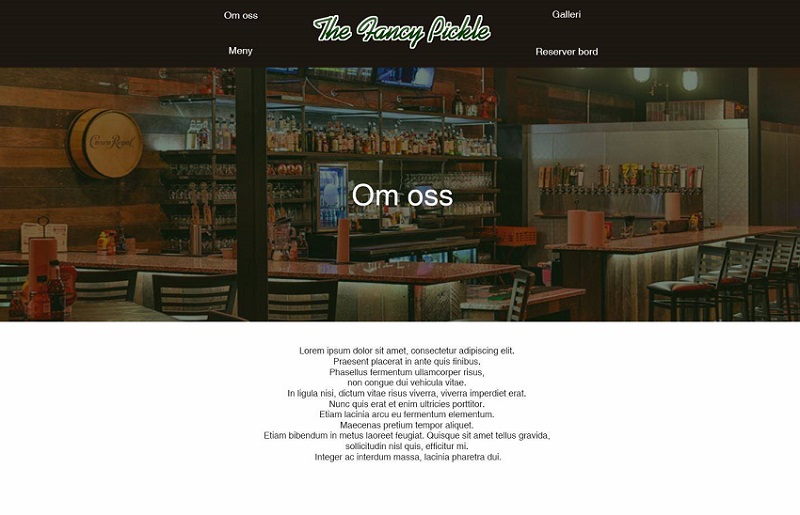 Om oss
Meny
The Fancy Pickle
Galleri
Reserver bord
Crown Royal
Om oss
Lorem ipsum dolor sit amet, consectetur adipiscing elit.
Praesent placerat in ante quis finibus.
Phasellus fermentum ullamcorper risus,
non congue dui vehicula vitae.
In ligula nisi, dictum vitae risus viverra, viverra imperdiet erat.
Nunc quis erat et enim ultricies porttitor.
Etiam lacinia arcu eu fermentum elementum.
Maecenas pretium tempor aliquet.
Etiam bibendum in metus laoreet feugiat. Quisque sit amet tellus gravida,
sollicitudin nisl quis, efficitur mi.
Integer ac interdum massa, lacinia pharetra dui.